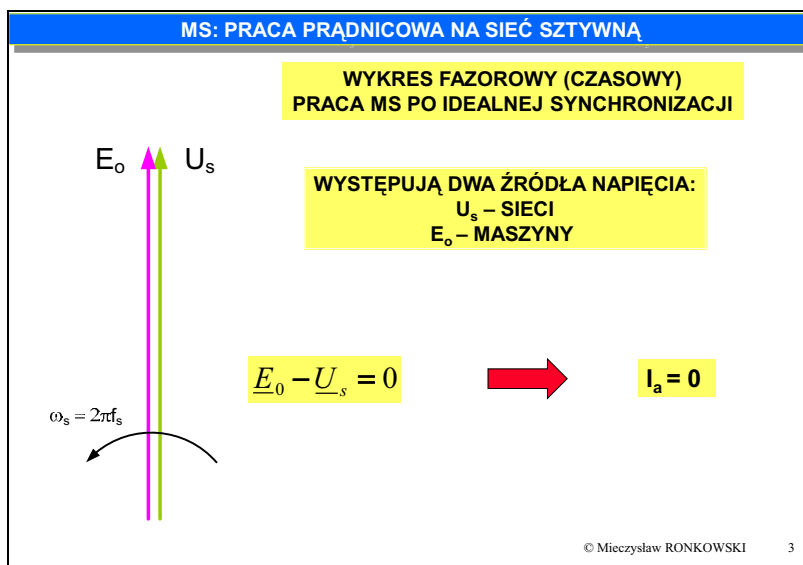 MS: PRACA PRĄDNICOWA NA SIEĆ SZTYWNĄ
WYKRES FAZOROWY (CZASOWY)
PRACA MS PO IDEALNEJ SYNCHRONIZACJI
E₀ Uₛ
WYSTĘPUJĄ DWA ŹRÓDŁA NAPIĘCIA:
Uₛ – SIECI
Eₒ – MASZYNY
E₀ – Uₛ = 0
Iₐ = 0
ωₛ = 2πfₛ
© Mieczysław RONKOWSKI 3